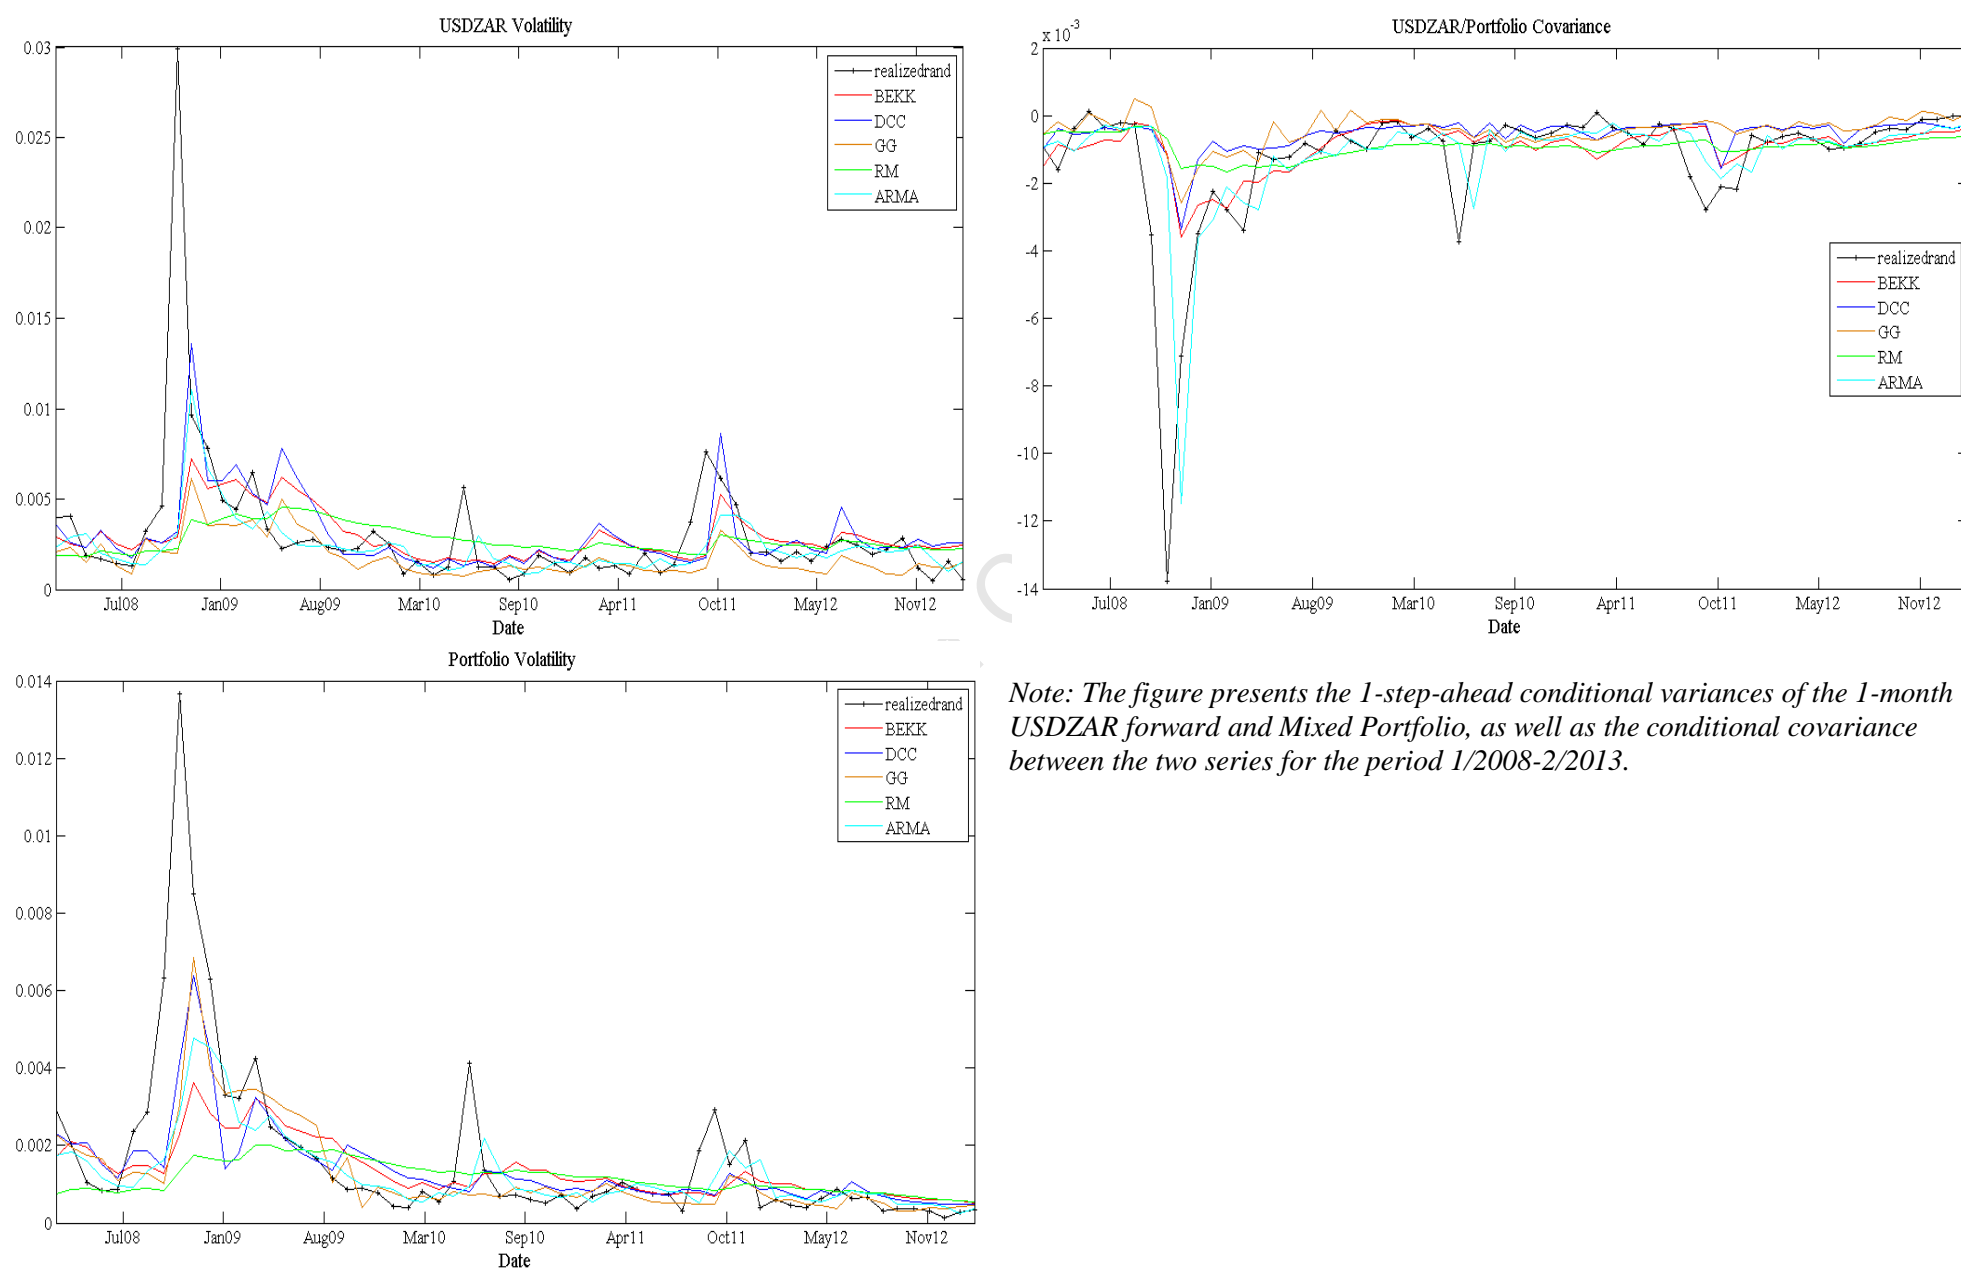 USDZAR Volatility
0.03
0.025
0.02
0.015
0.01
0.005
0
realizedrand
BEKK
DCC
GG
RM
ARMA
Jul08 Jan09 Aug09 Mar10 Sep10 Apr11 Oct11 May12 Nov12
Date
USDZAR/Portfolio Covariance
x 10-3
2
0
-2
-4
-6
-8
-10
-12
-14
realizedrand
BEKK
DCC
GG
RM
ARMA
Jul08 Jan09 Aug09 Mar10 Sep10 Apr11 Oct11 May12 Nov12
Date
Portfolio Volatility
0.014
0.012
0.01
0.008
0.006
0.004
0.002
0
realizedrand
BEKK
DCC
GG
RM
ARMA
Jul08 Jan09 Aug09 Mar10 Sep10 Apr11 Oct11 May12 Nov12
Date
Note: The figure presents the 1-step-ahead conditional variances of the 1-month
USDZAR forward and Mixed Portfolio, as well as the conditional covariance
between the two series for the period 1/2008-2/2013.